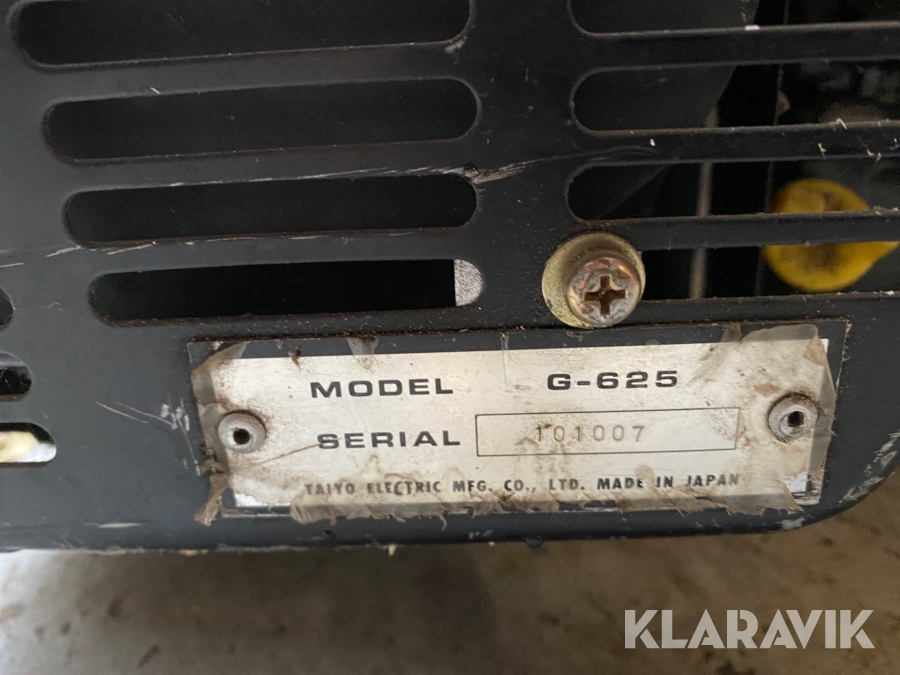 MODEL G-625
SERIAL 101007
TAIYO ELECTRIC MFG. CO., LTD. MADE IN JAPAN
KLARAVIK